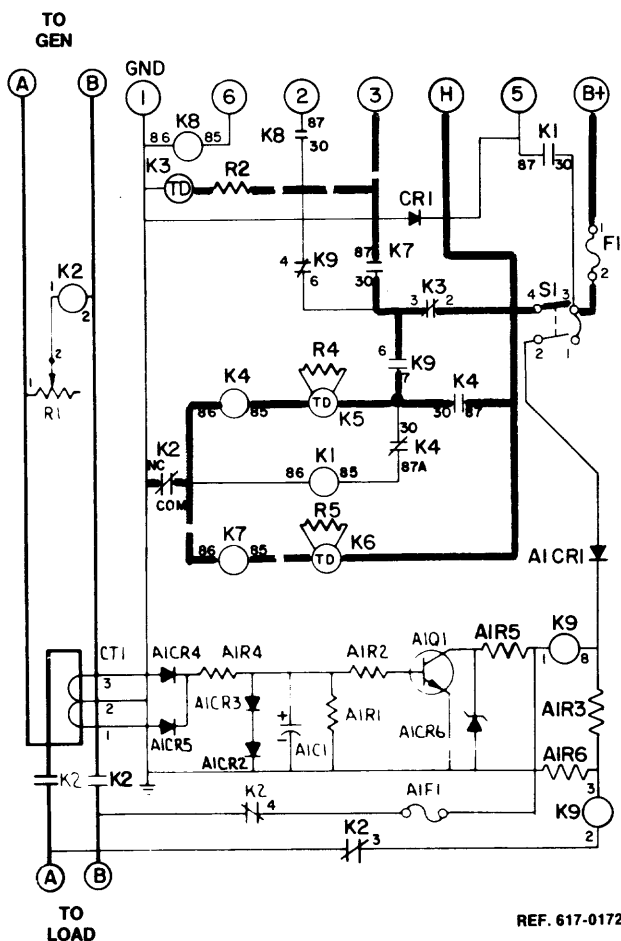 TO
GEN
A B GND 1 6 2 3 H 5 B+
86 K8 85
K8 87 30
K1 87 30
K3 TD R2
CR1
F1 1 2
4 K9 6
87 K7 30
3 K3 2
4 S1 3
2 1
K2 1 2
2
1 R1
6 K9 7
R4
K4 86 85 TD K5 30 K4 87
30 K4 87A
K2 NC COM
86 K1 85
R5
K7 86 85 TD K6
A1CR1
CT1 3 2 1
A1CR4 A1R4 A1R2 A1Q1 A1R5 K9 1 8
A1CR3
A1R1
A1CR6
A1R3
A1CR5
A1CR2
+ - A1C1
A1R6
K2 K2
K2 4 A1F1
3 K9 2
K2 3
A B
TO
LOAD
REF. 617-0172